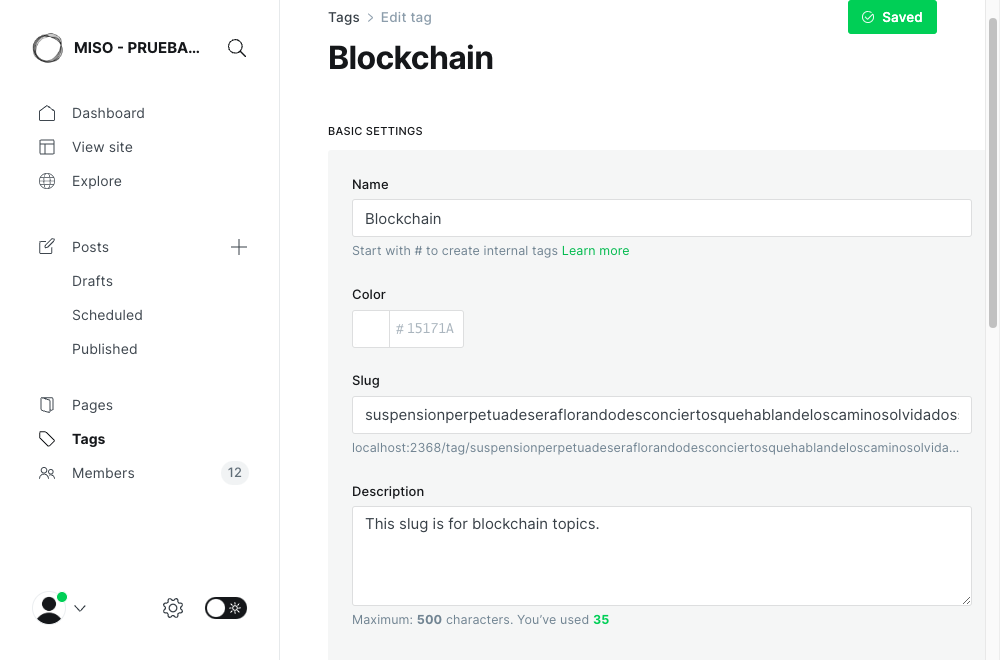 MISO - PRUEBA...
Dashboard
View site
Explore
Posts
Drafts
Scheduled
Published
Pages
Tags
Members 12
Tags > Edit tag
Saved
Blockchain
BASIC SETTINGS
Name
Blockchain
Start with # to create internal tags Learn more
Color
# 15171A
Slug
suspensionperpetuadeseraflorandodesconciertosquehablandeloscaminosolvidados
localhost:2368/tag/suspensionperpetuadeseraflorandodesconciertosquehablandeloscaminosolvida...
Description
This slug is for blockchain topics.
Maximum: 500 characters. You've used 35